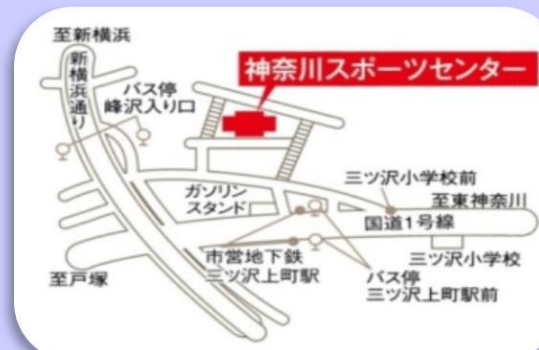 至新横浜
新横浜通り
バス停
峰沢入り口
神奈川スポーツセンター
ガソリン
スタンド
三ツ沢小学校前
至東神奈川
国道1号線
市営地下鉄
三ツ沢上町駅
バス停
三ツ沢上町駅前
三ツ沢小学校
至戸塚